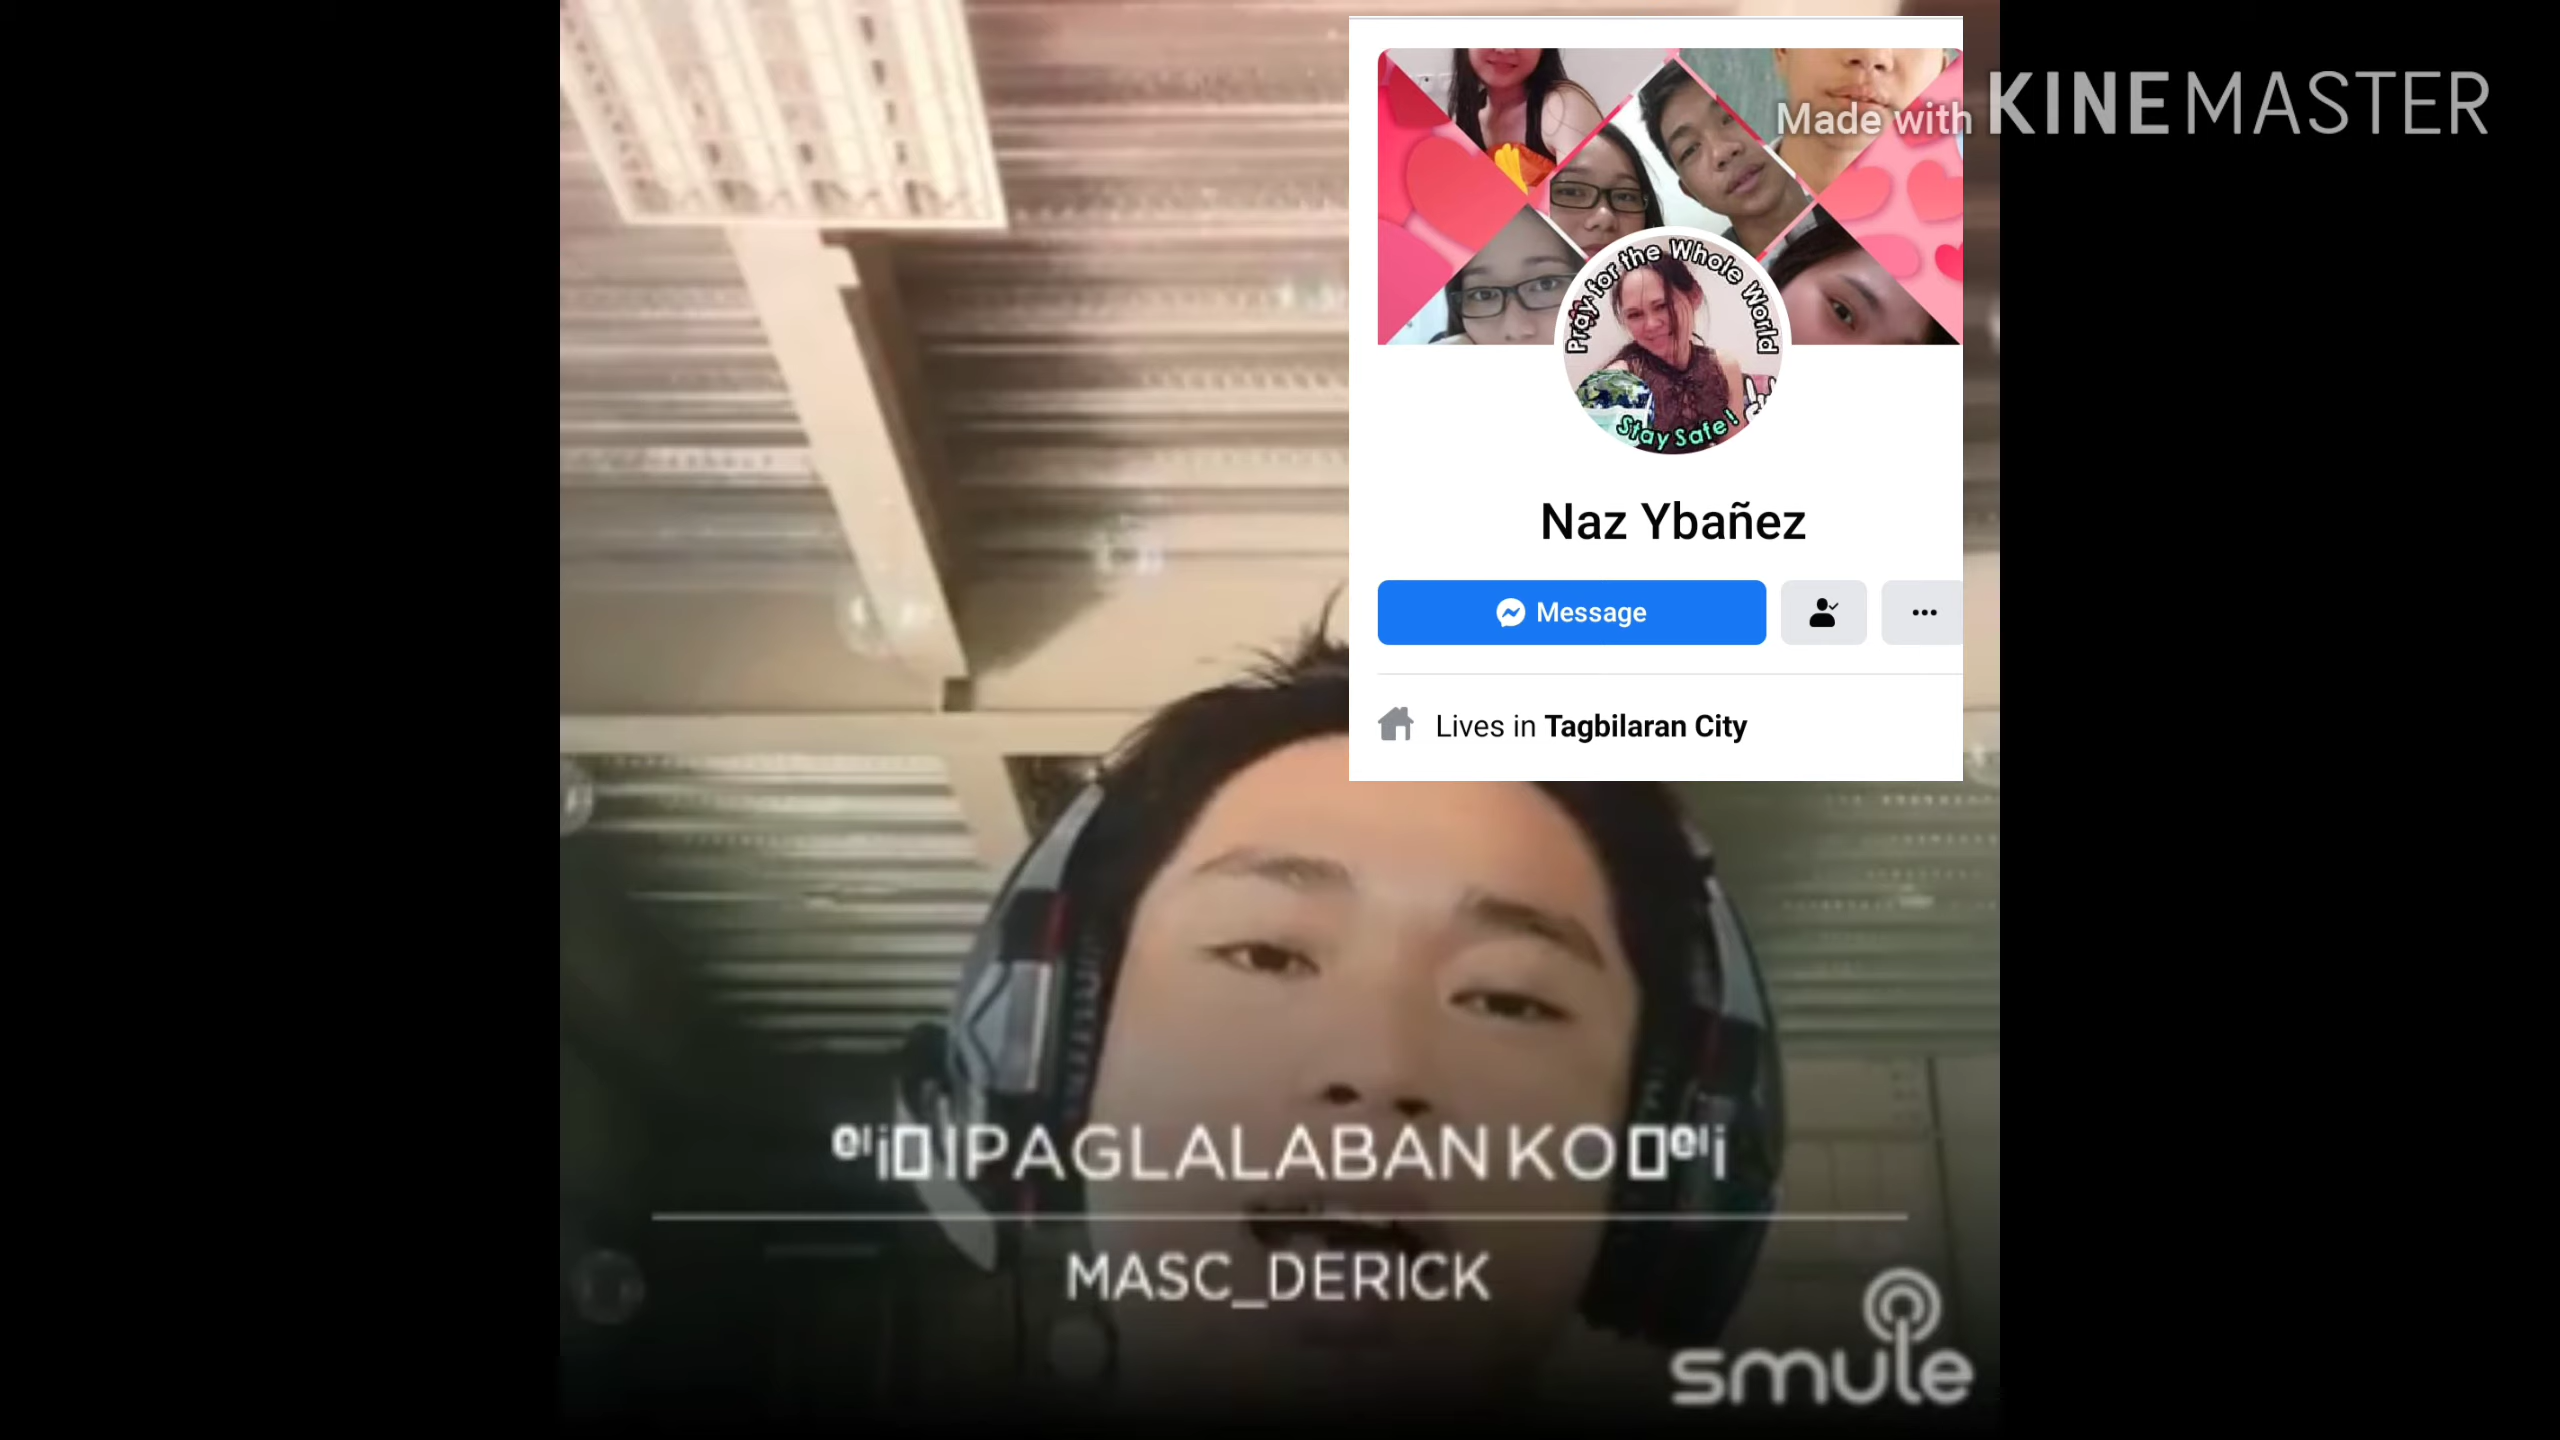 Made with KINEMASTER
Pray for the Whole World
Stay Safe!
Naz Ybañez
Message
Lives in Tagbilaran City
IPAGLALABAN KO
MASC_DERICK
smule